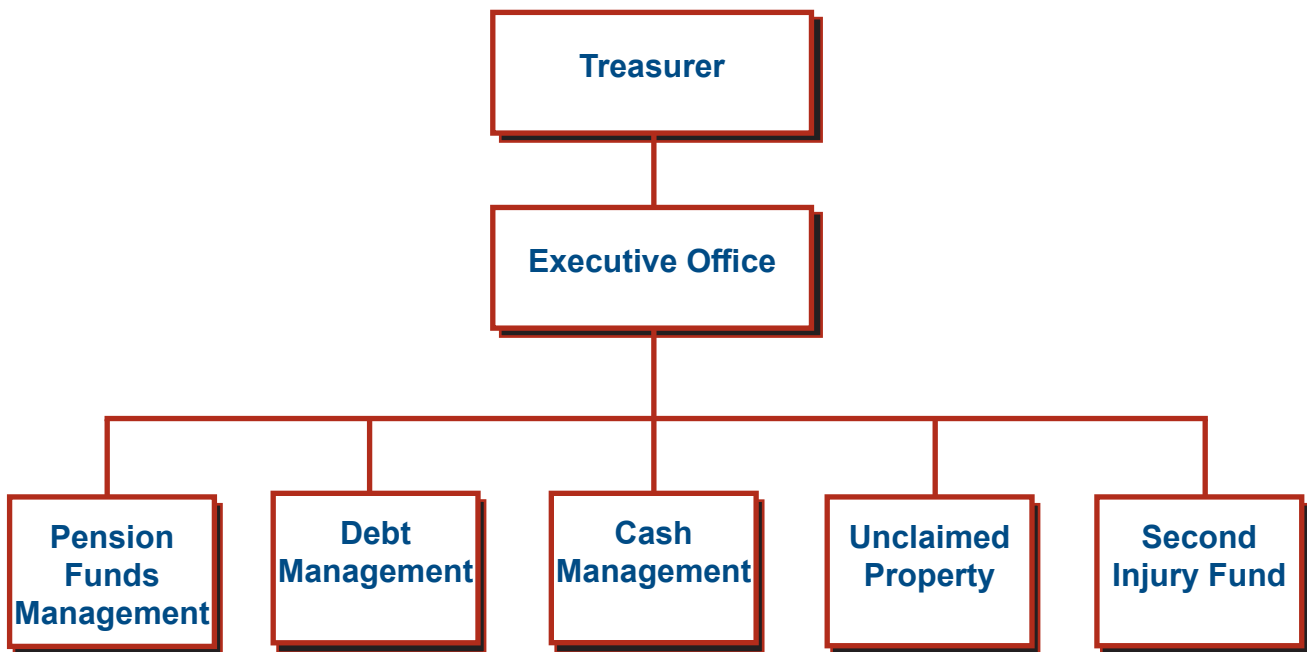 Treasurer
Executive Office
Pension
Funds
Management
Debt
Management
Cash
Management
Unclaimed
Property
Second
Injury Fund